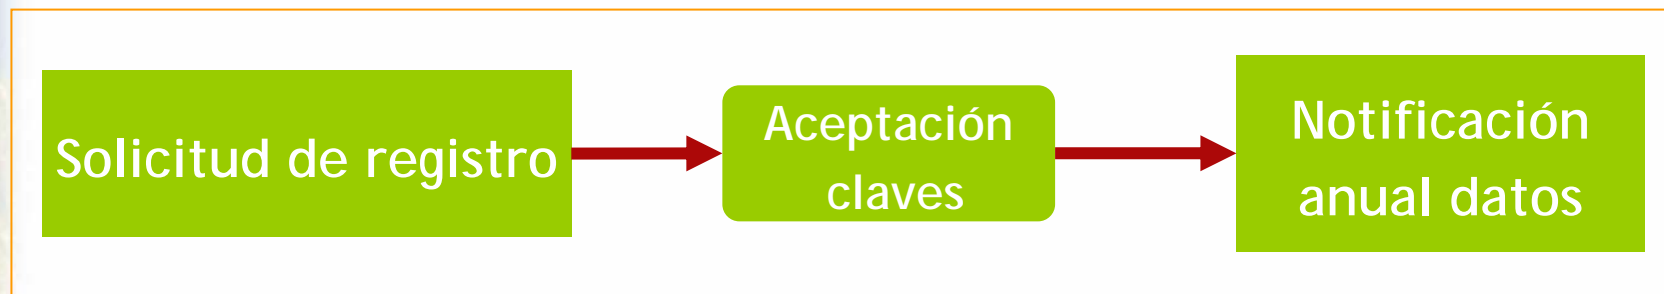 Solicitud de registro
Aceptación
claves
Notificación
anual datos